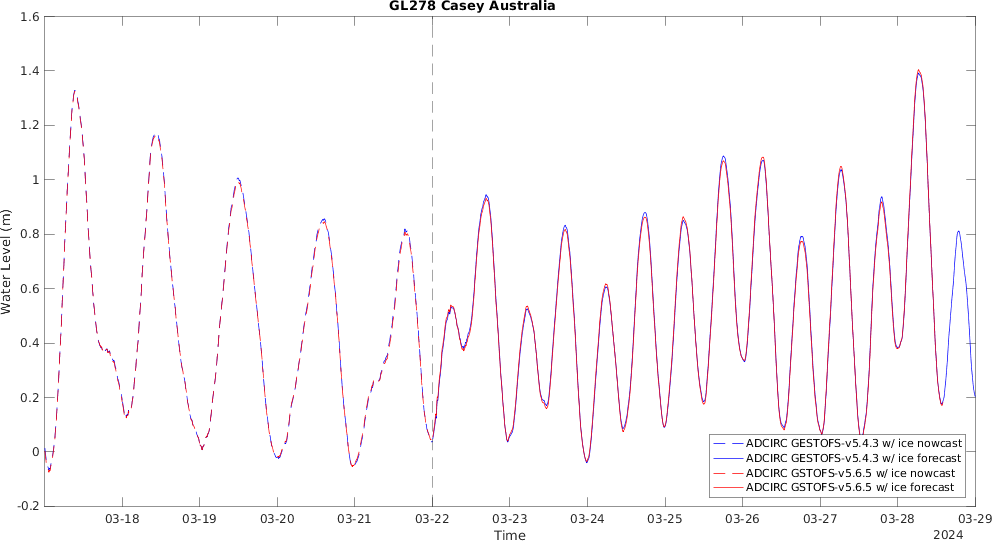 GL278 Casey Australia
1.6
1.4
1.2
1
0.8
0.6
0.4
0.2
0
-0.2
Water Level (m)
ADCIRC GESTOFS-v5.4.3 w/ ice nowcast
ADCIRC GESTOFS-v5.4.3 w/ ice forecast
ADCIRC GSTOFS-v5.6.5 w/ ice nowcast
ADCIRC GSTOFS-v5.6.5 w/ ice forecast
03-18 03-19 03-20 03-21 03-22 03-23 03-24 03-25 03-26 03-27 03-28 03-29
Time 2024